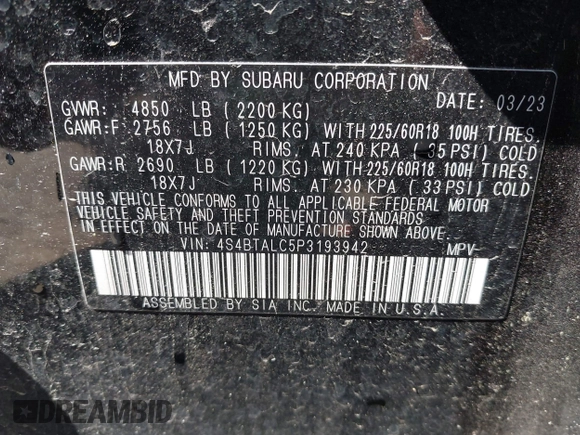 MFD BY SUBARU CORPORATION
GVWR: 4850 LB (2200 KG) DATE: 03/23
GAWR:F 2756 LB (1250 KG) WITH 225/60R18 100H TIRES.
18X7J RIMS. AT 240 KPA (35 PSI) COLD
GAWR:R 2690 LB (1220 KG) WITH 225/60R18 100H TIRES.
18X7J RIMS. AT 230 KPA (33 PSI) COLD
THIS VEHICLE CONFORMS TO ALL APPLICABLE FEDERAL MOTOR
VEHICLE SAFETY AND THEFT PREVENTION STANDARDS
IN EFFECT ON THE DATE OF MANUFACTURE SHOWN ABOVE.
VIN: 4S4BTALC5P3193942 MPV
ASSEMBLED BY SIA INC. MADE IN U.S.A.
DREAMBID